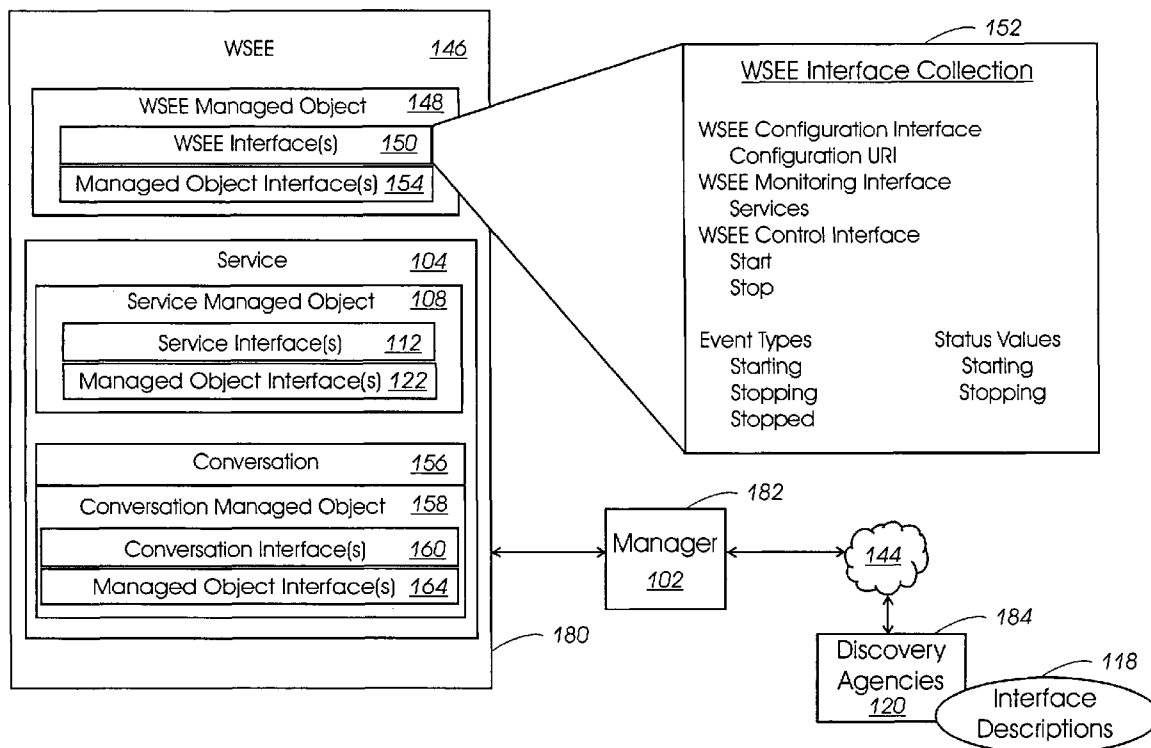 WSEE 146
WSEE Managed Object 148
WSEE Interface(s) 150
Managed Object Interface(s) 154
Service 104
Service Managed Object 108
Service Interface(s) 112
Managed Object Interface(s) 122
Conversation 156
Conversation Managed Object 158
Conversation Interface(s) 160
Managed Object Interface(s) 164
180
152
WSEE Interface Collection
WSEE Configuration Interface
Configuration URI
WSEE Monitoring Interface
Services
WSEE Control Interface
Start
Stop
Event Types Status Values
Starting Starting
Stopping Stopping
Stopped
182
Manager
102
144
184
Discovery
Agencies
120
118
Interface
Descriptions